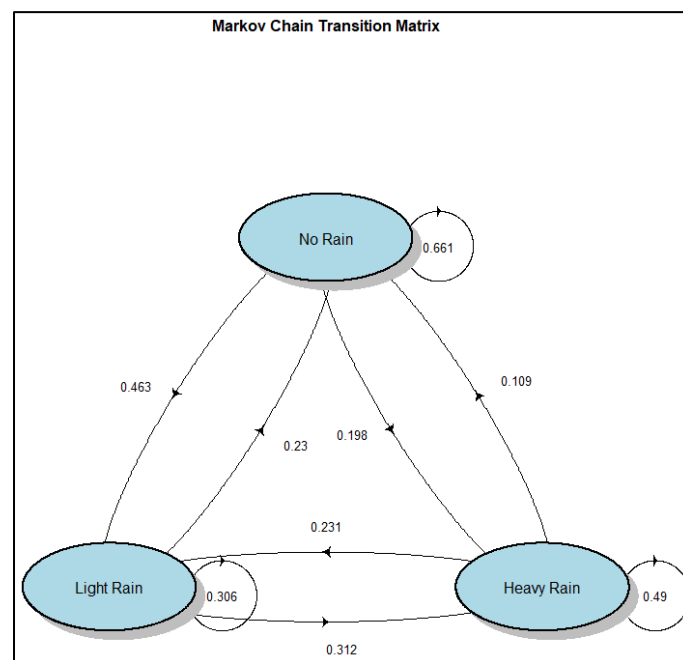 Markov Chain Transition Matrix
No Rain
0.661
0.463
0.109
0.23
0.198
0.231
Light Rain
0.306
Heavy Rain
0.49
0.312